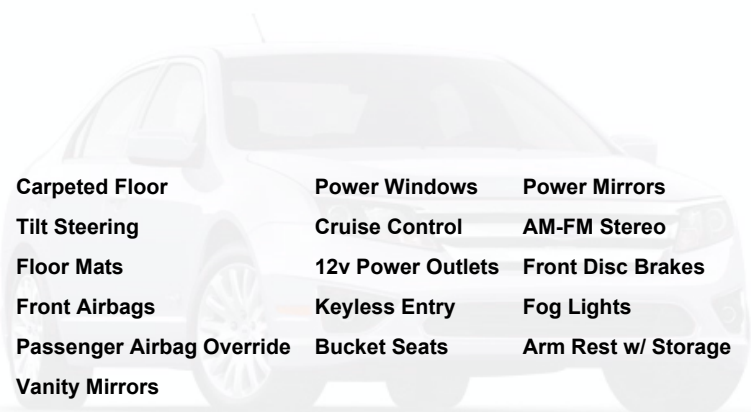 Carpeted Floor Power Windows Power Mirrors
Tilt Steering Cruise Control AM-FM Stereo
Floor Mats 12v Power Outlets Front Disc Brakes
Front Airbags Keyless Entry Fog Lights
Passenger Airbag Override Bucket Seats Arm Rest w/ Storage
Vanity Mirrors